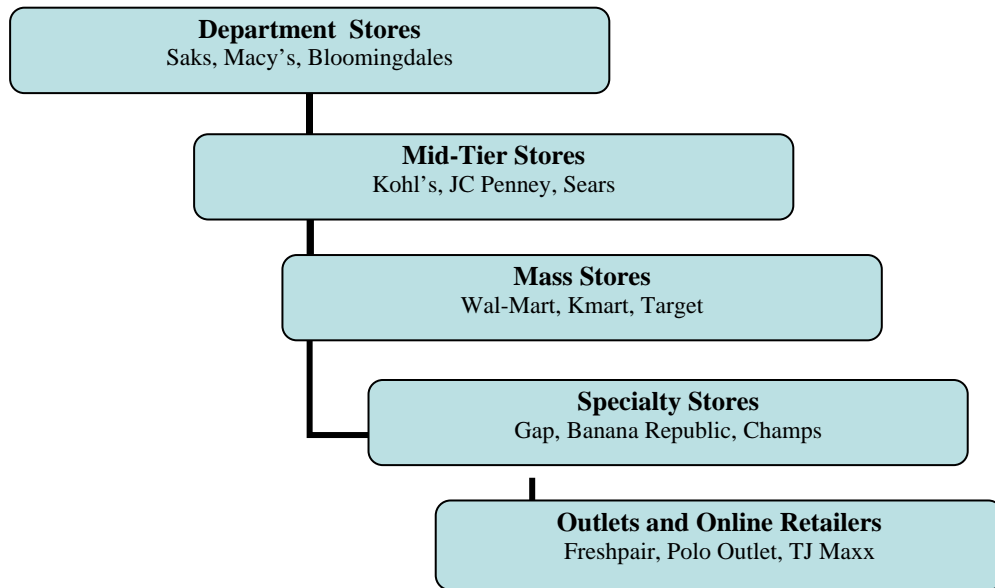 Department  Stores
Saks, Macy's, Bloomingdales
Mid-Tier Stores
Kohl's, JC Penney, Sears
Mass Stores
Wal-Mart, Kmart, Target
Specialty Stores
Gap, Banana Republic, Champs
Outlets and Online Retailers
Freshpair, Polo Outlet, TJ Maxx